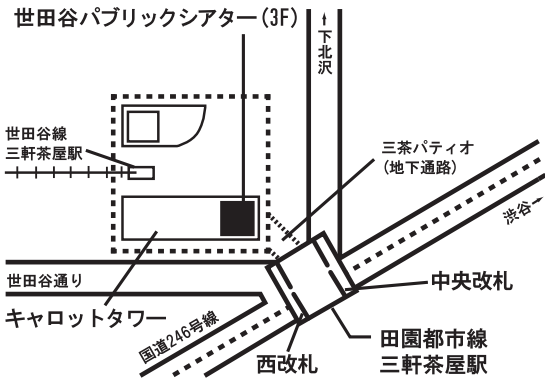 世田谷パブリックシアター(3F)
↑下北沢
世田谷線
三軒茶屋駅
三茶パティオ
(地下通路)
渋谷→
世田谷通り
中央改札
キャロットタワー
国道246号線
田園都市線
三軒茶屋駅
西改札